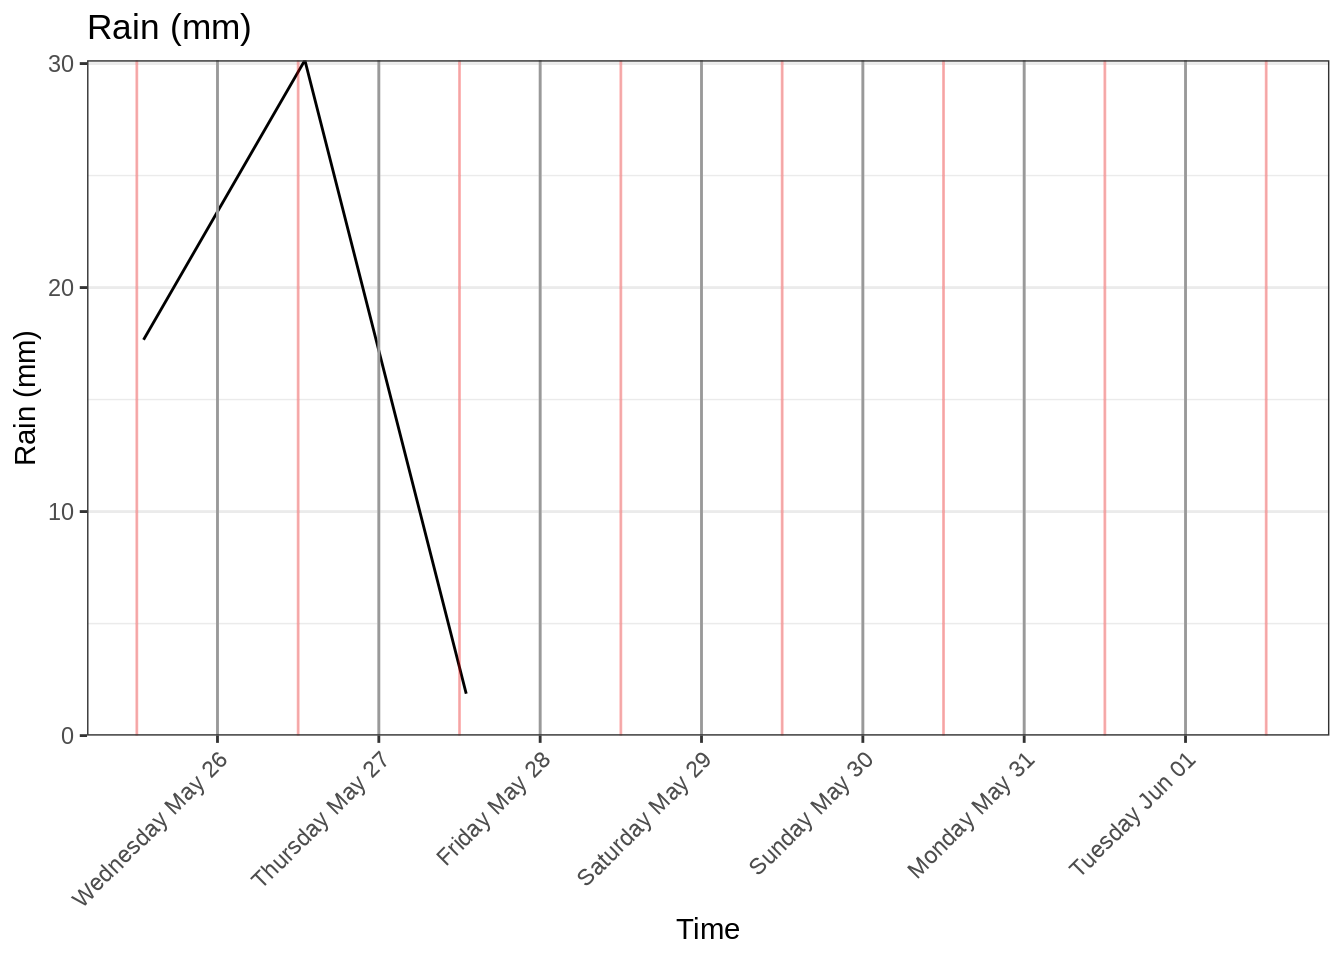 Rain (mm)
30
20
10
0
Rain (mm)
Wednesday May 26
Thursday May 27
Friday May 28
Saturday May 29
Sunday May 30
Monday May 31
Tuesday Jun 01
Time